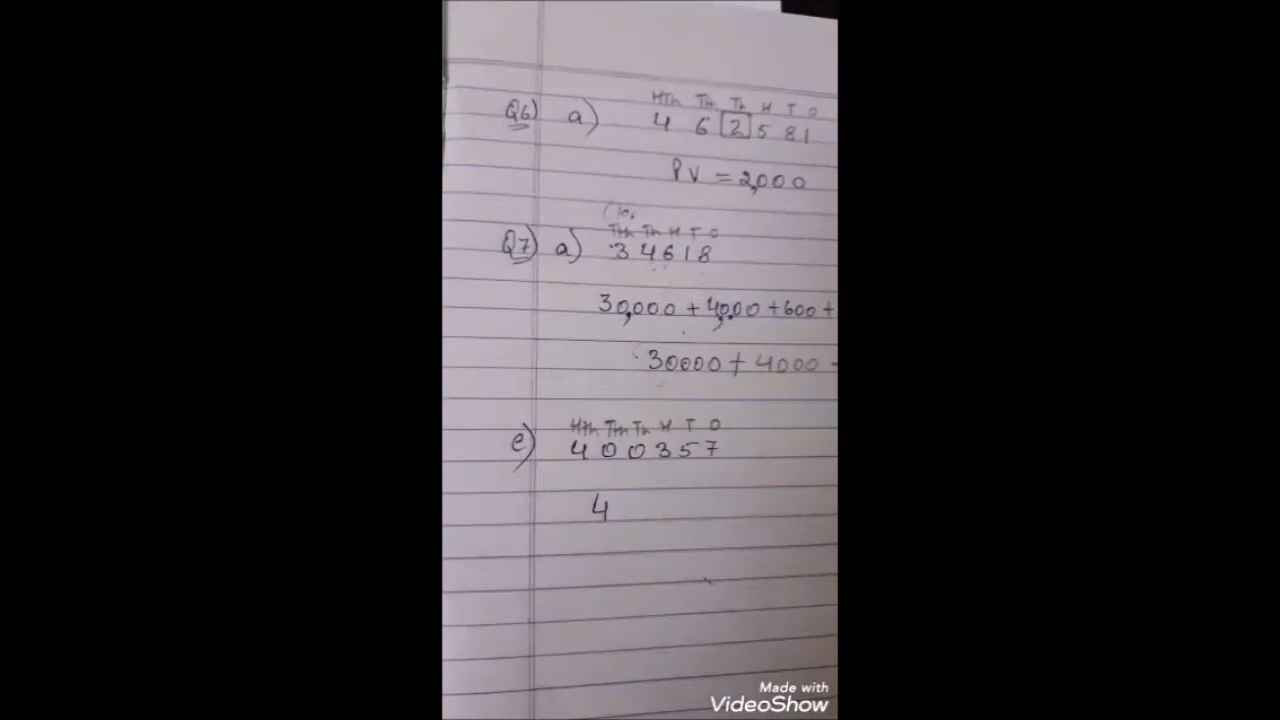 HTh TTh Th H T O
Q6) a) 4 6 2 5 8 1
PV = 2,000
TTh Th H T O
Q7) a) 3 4 6 1 8
30,000 + 4,000 + 600 +
30000 + 4000 -
HTh TTh Th H T O
e) 4 0 0 3 5 7
4
Made with
VideoShow